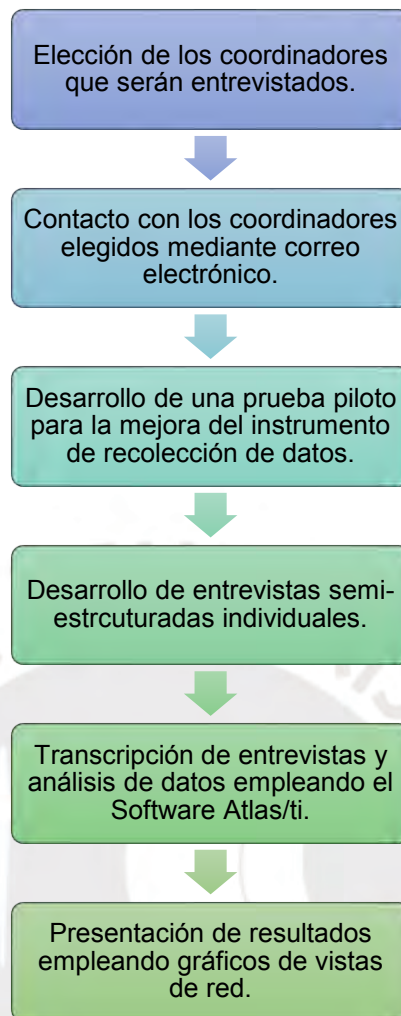 Elección de los coordinadores
que serán entrevistados.
Contacto con los coordinadores
elegidos mediante correo
electrónico.
Desarrollo de una prueba piloto
para la mejora del instrumento
de recolección de datos.
Desarrollo de entrevistas semi-
estrcuturadas individuales.
Transcripción de entrevistas y
análisis de datos empleando el
Software Atlas/ti.
Presentación de resultados
empleando gráficos de vistas
de red.